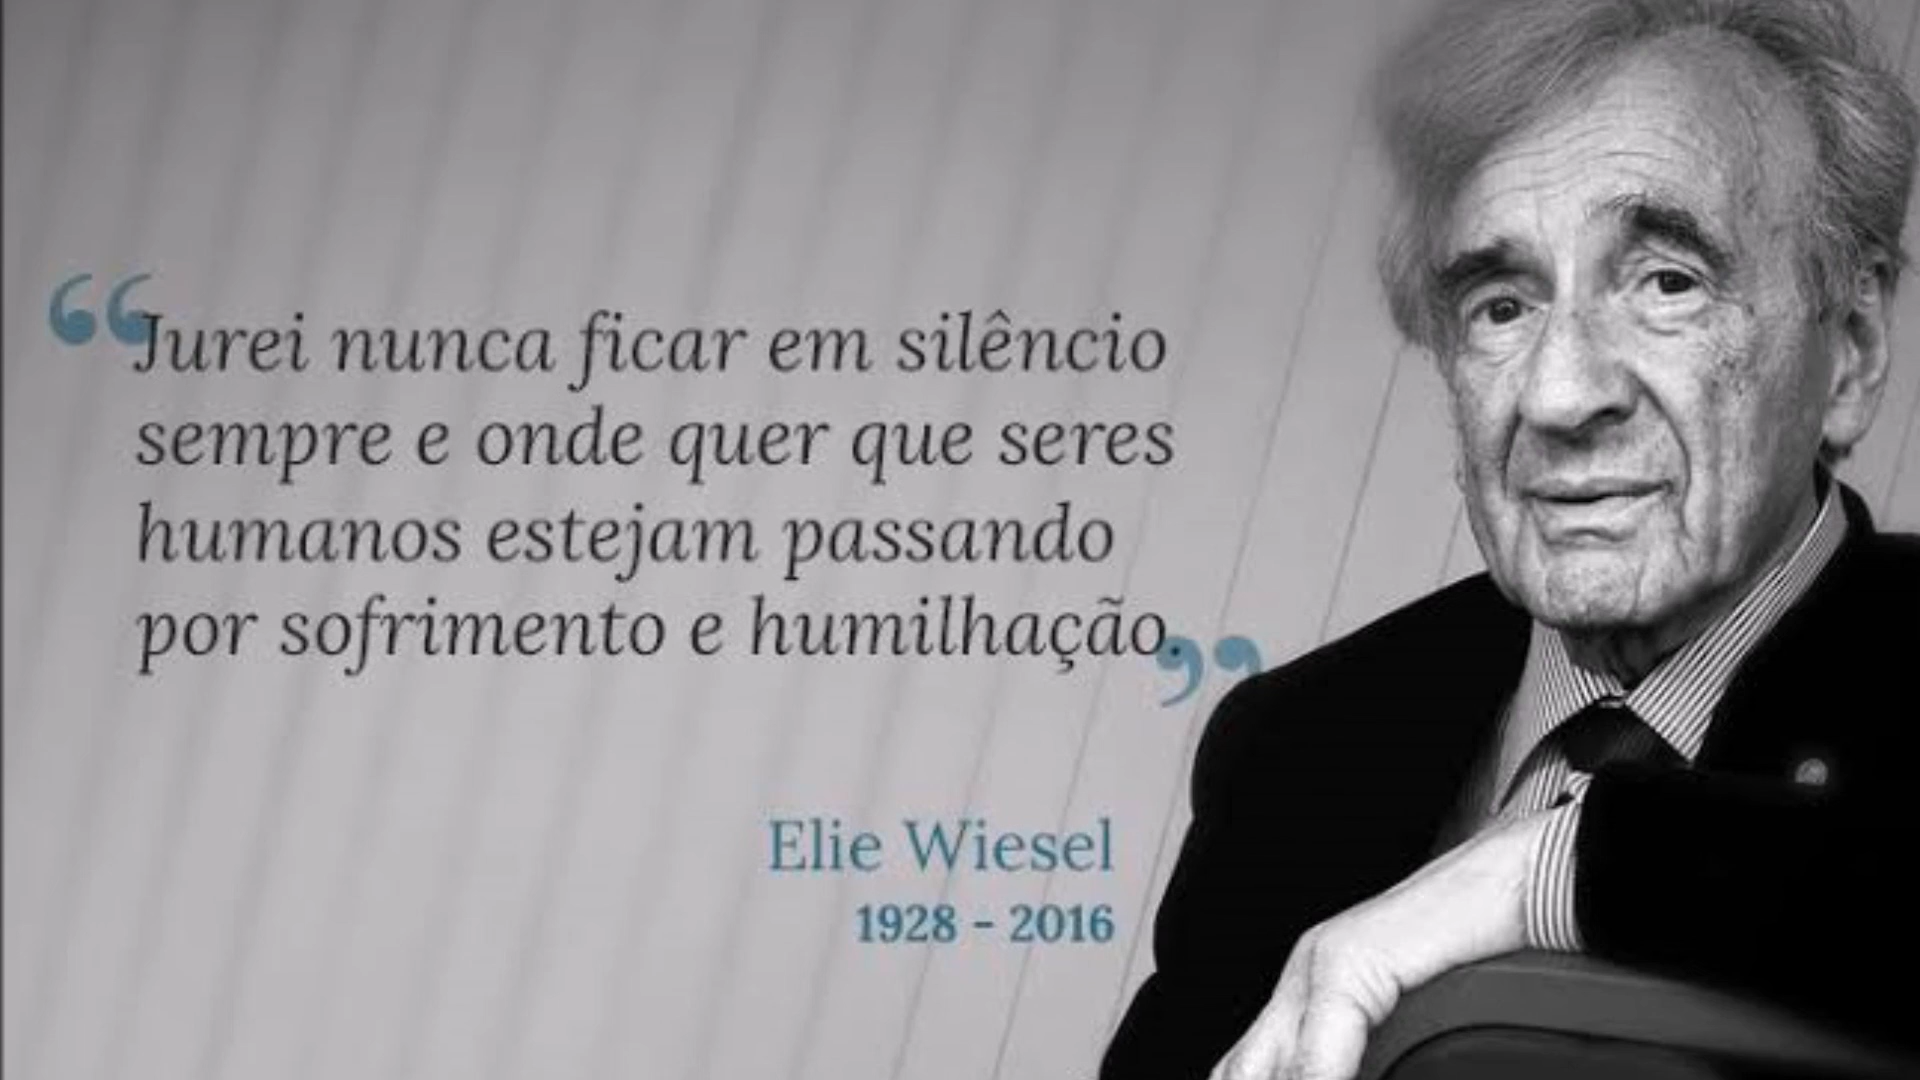 “Jurei nunca ficar em silêncio
sempre e onde quer que seres
humanos estejam passando
por sofrimento e humilhação.”
Elie Wiesel
1928 - 2016